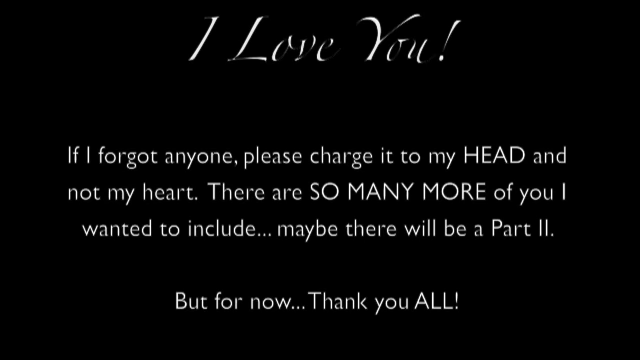 I Love You!
If I forgot anyone, please charge it to my HEAD and
not my heart. There are SO MANY MORE of you I
wanted to include... maybe there will be a Part II.
But for now... Thank you ALL!